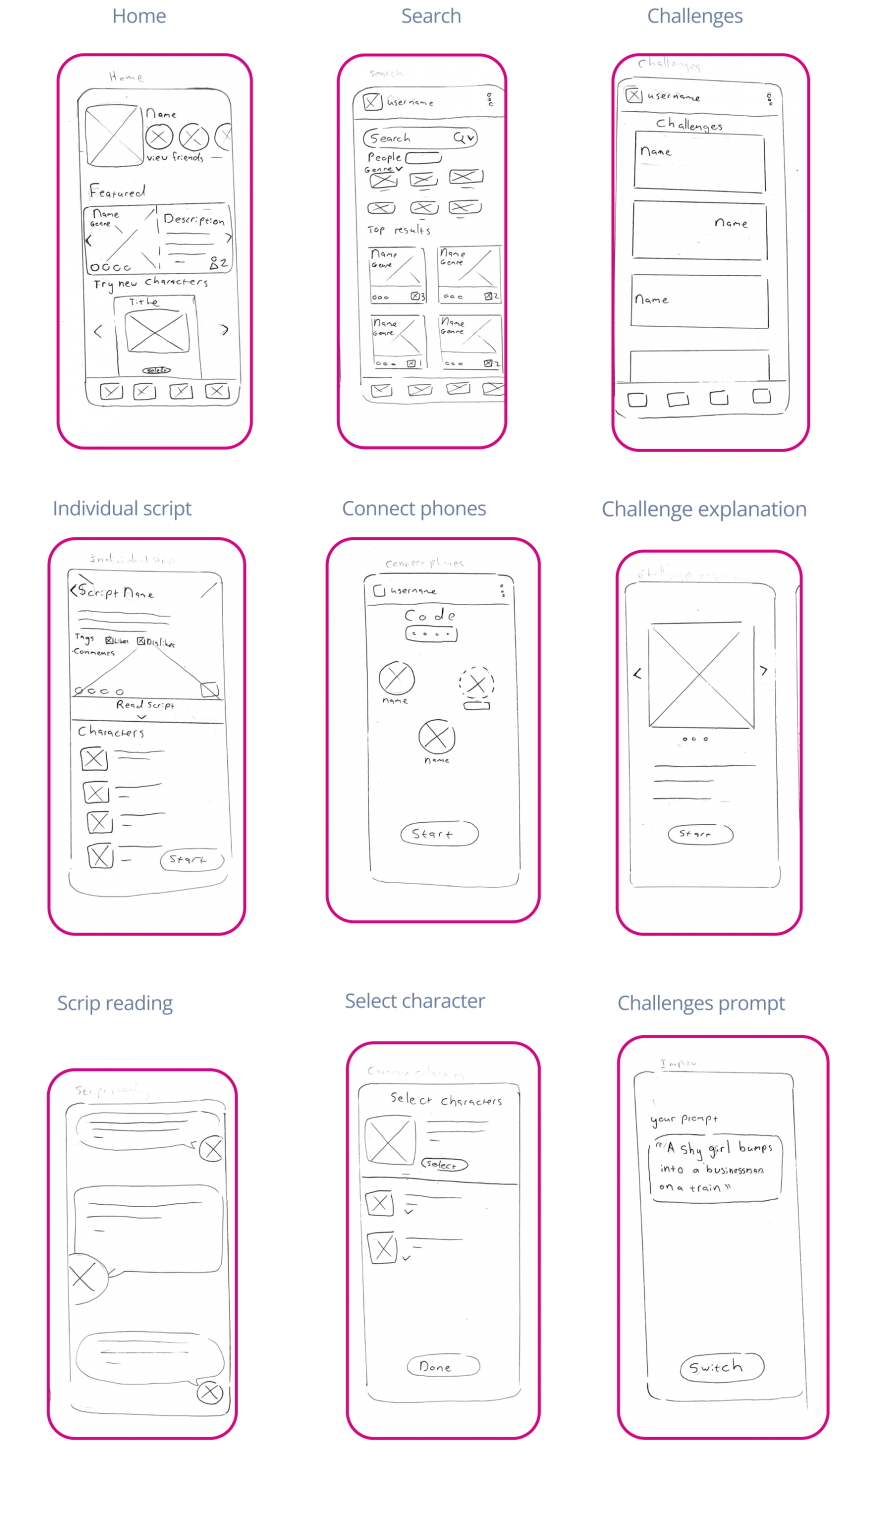 Home
Search
Challenges
Home
Name
view friends
Featured
Name
Genre
Description
2
Try new characters
Title
Select
Search
username
Search
People
Genre
Top results
Name
Genre
3
Name
Genre
2
Name
Genre
1
Name
Genre
2
Challenges
username
Challenges
Name
Name
Name
Individual script
Connect phones
Challenge explanation
Individual script
Script Name
Tags Likes Dislikes
Comments
Read script
Characters
Start
Connect phones
username
Code
name
name
Start
Start
Scrip reading
Select character
Challenges prompt
Select characters
Select
Done
Improv
your prompt
"A shy girl bumps
into a businessman
on a train"
Switch